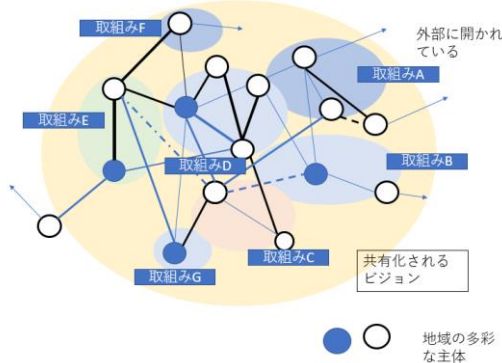 取組みF
外部に開かれ
ている
取組みA
取組みE
取組みB
取組みD
取組みC
取組みG
共有化される
ビジョン
地域の多彩
な主体